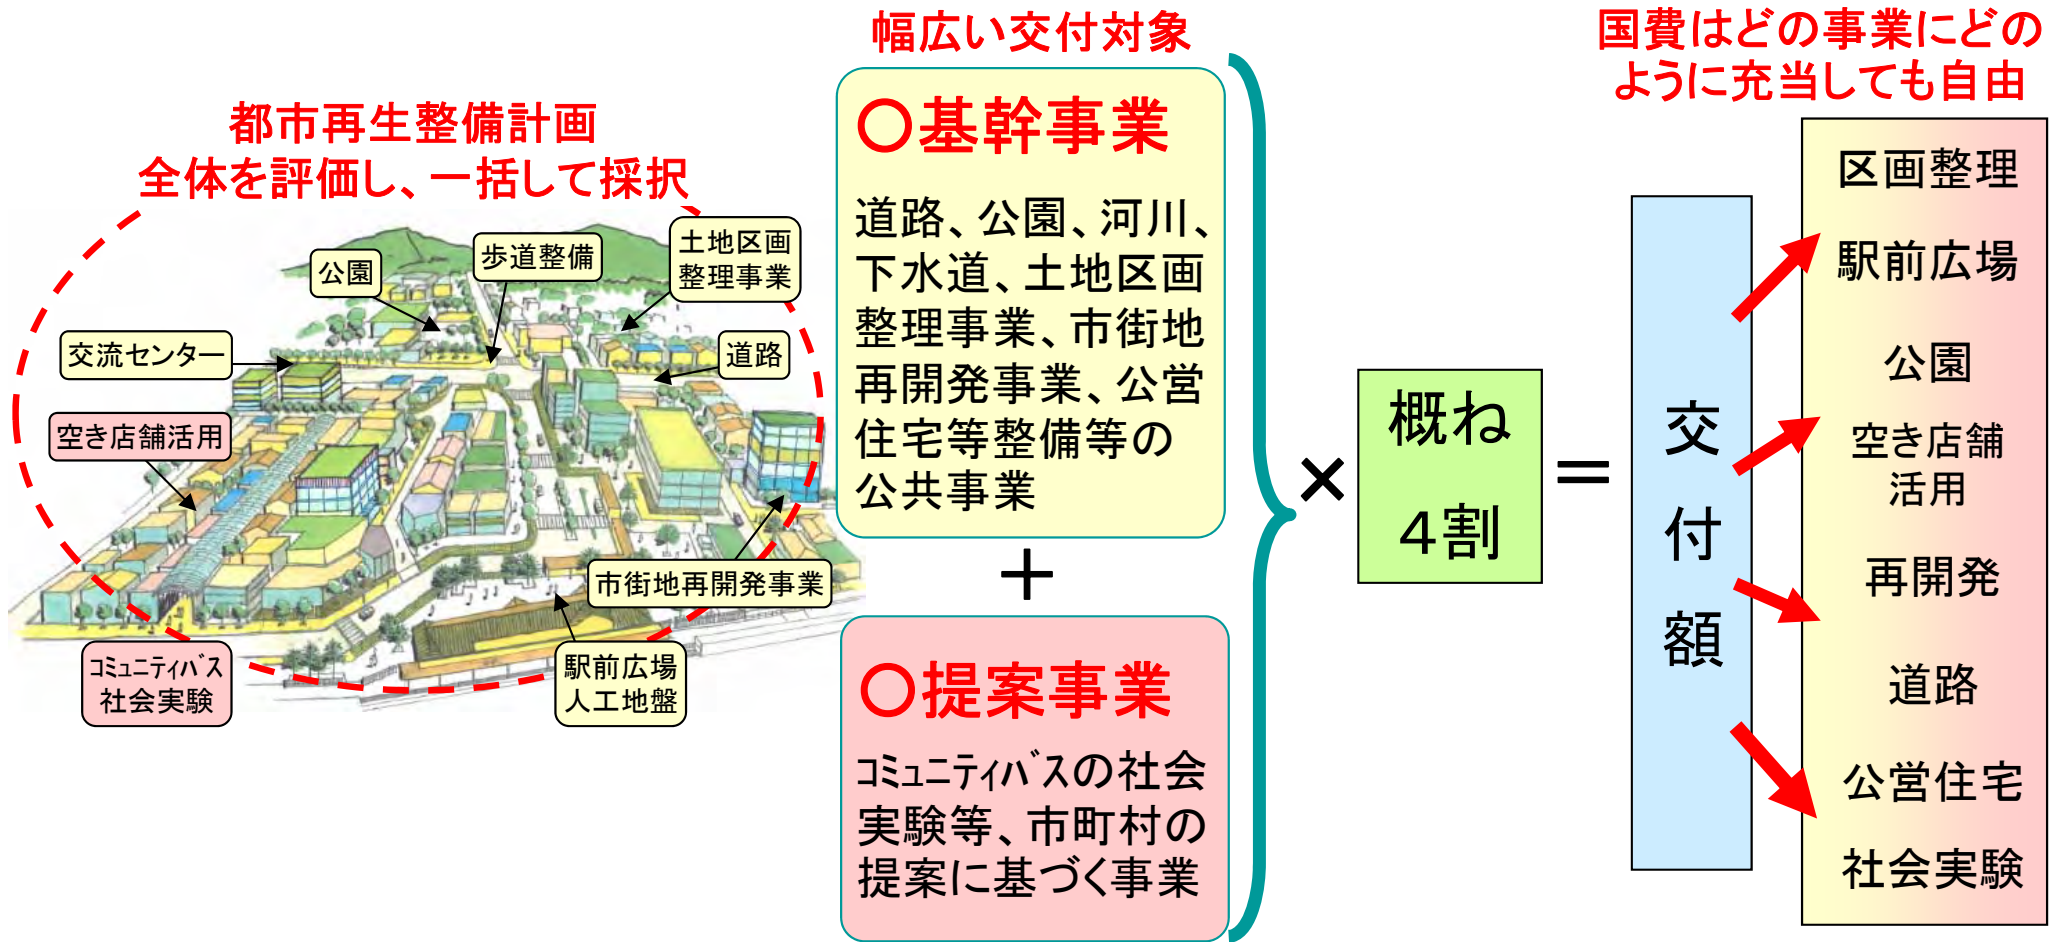 都市再生整備計画
全体を評価し、一括して採択
公園
歩道整備
土地区画
整理事業
交流センター
道路
空き店舗活用
市街地再開発事業
コミュニティバス
社会実験
駅前広場
人工地盤
幅広い交付対象
○基幹事業
道路、公園、河川、
下水道、土地区画
整理事業、市街地
再開発事業、公営
住宅等整備等の
公共事業
＋
○提案事業
コミュニティバスの社会
実験等、市町村の
提案に基づく事業
×
概ね
4割
＝
交
付
額
国費はどの事業にどの
ように充当しても自由
区画整理
駅前広場
公園
空き店舗
活用
再開発
道路
公営住宅
社会実験